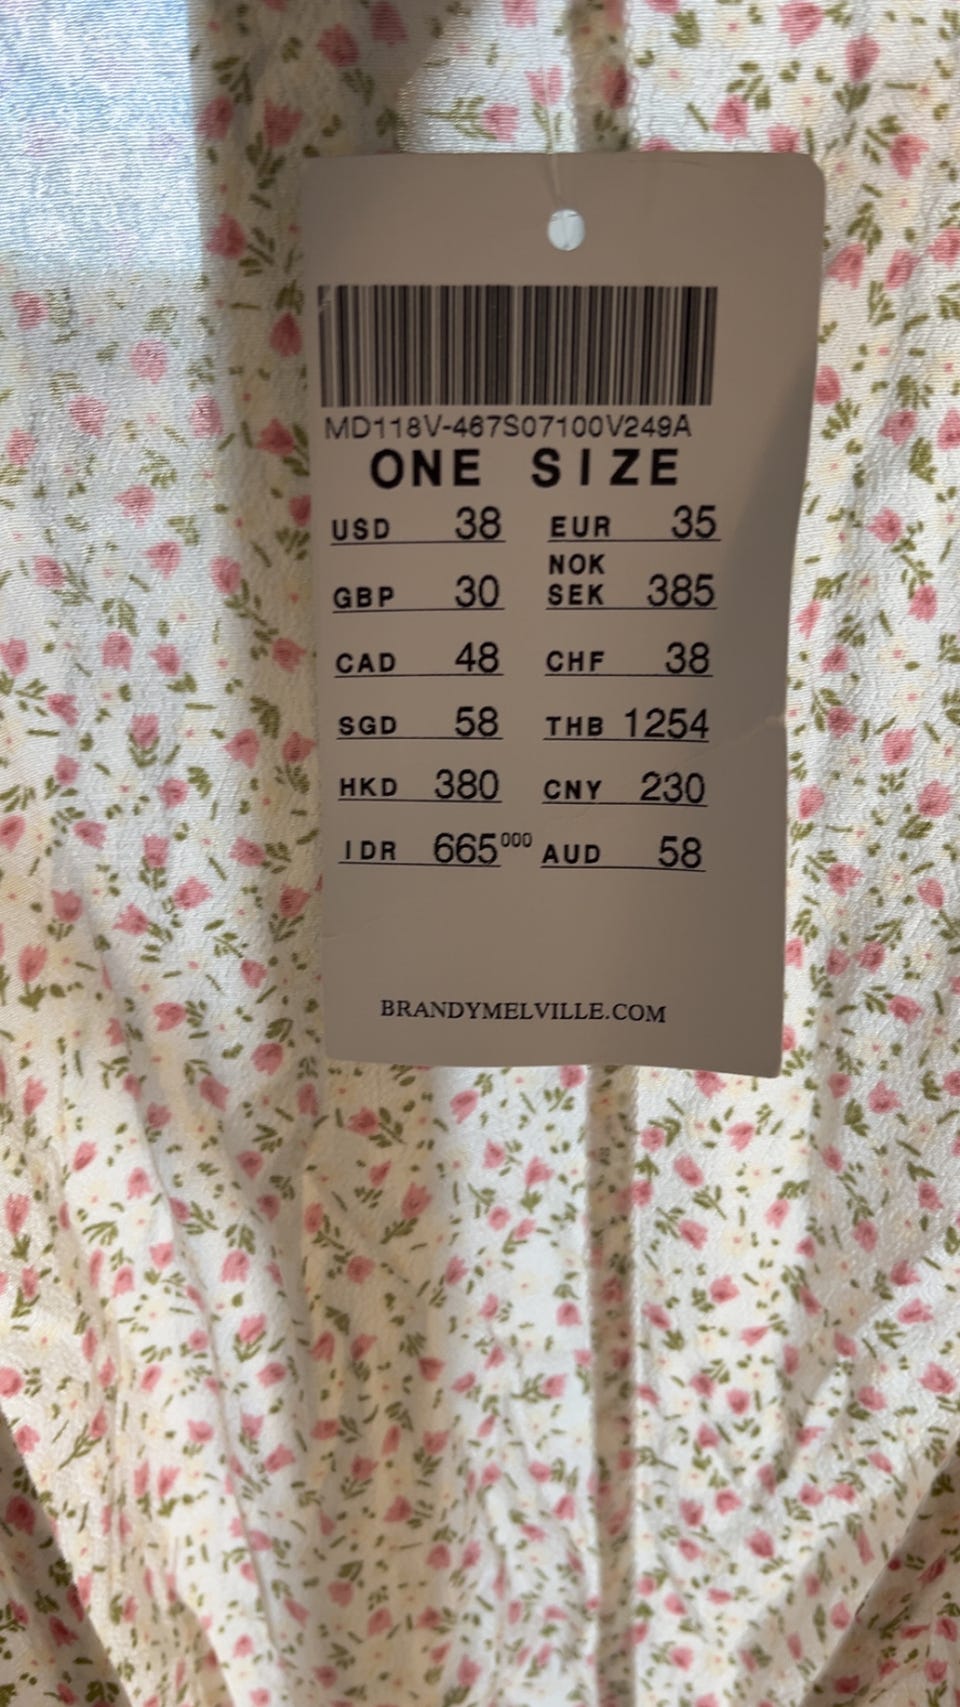 MD118V-467S07100V249A
ONE SIZE
USD 38 EUR 35
NOK
GBP 30 SEK 385
CAD 48 CHF 38
SGD 58 THB 1254
HKD 380 CNY 230
IDR 665000 AUD 58
BRANDYMELVILLE.COM